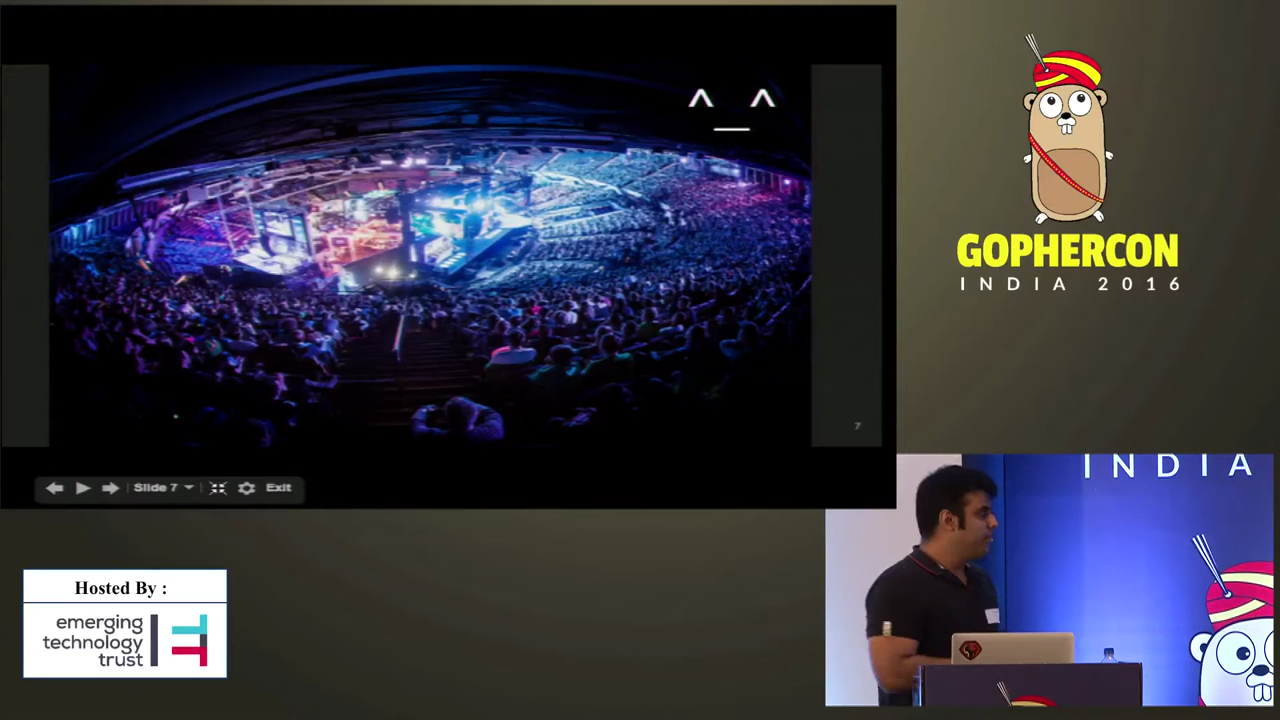 ^_^
7
Slide 7
Exit
GOPHERCON
INDIA 2016
INDIA
Hosted By :
emerging
technology
trust